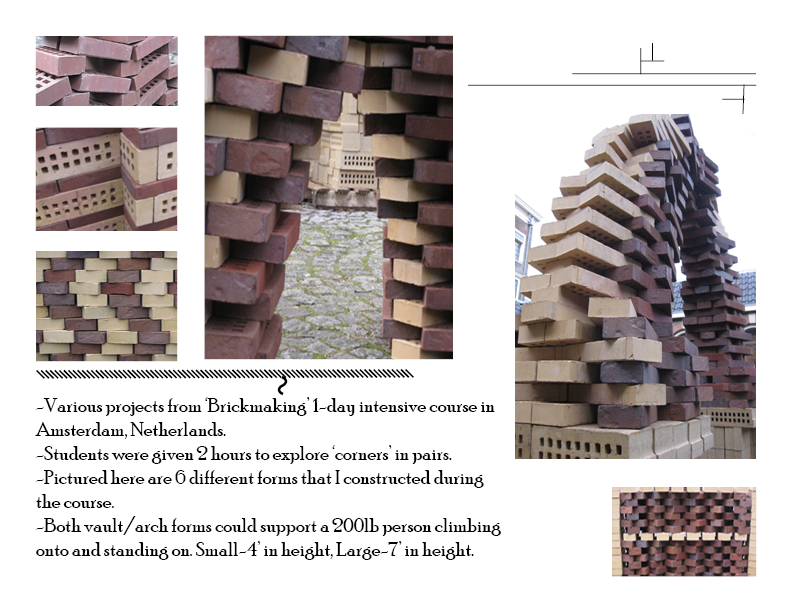 -Various projects from 'Brickmaking' 1-day intensive course in
Amsterdam, Netherlands.
-Students were given 2 hours to explore 'corners' in pairs.
-Pictured here are 6 different forms that I constructed during
the course.
-Both vault/arch forms could support a 200lb person climbing
onto and standing on. Small-4' in height, Large-7' in height.